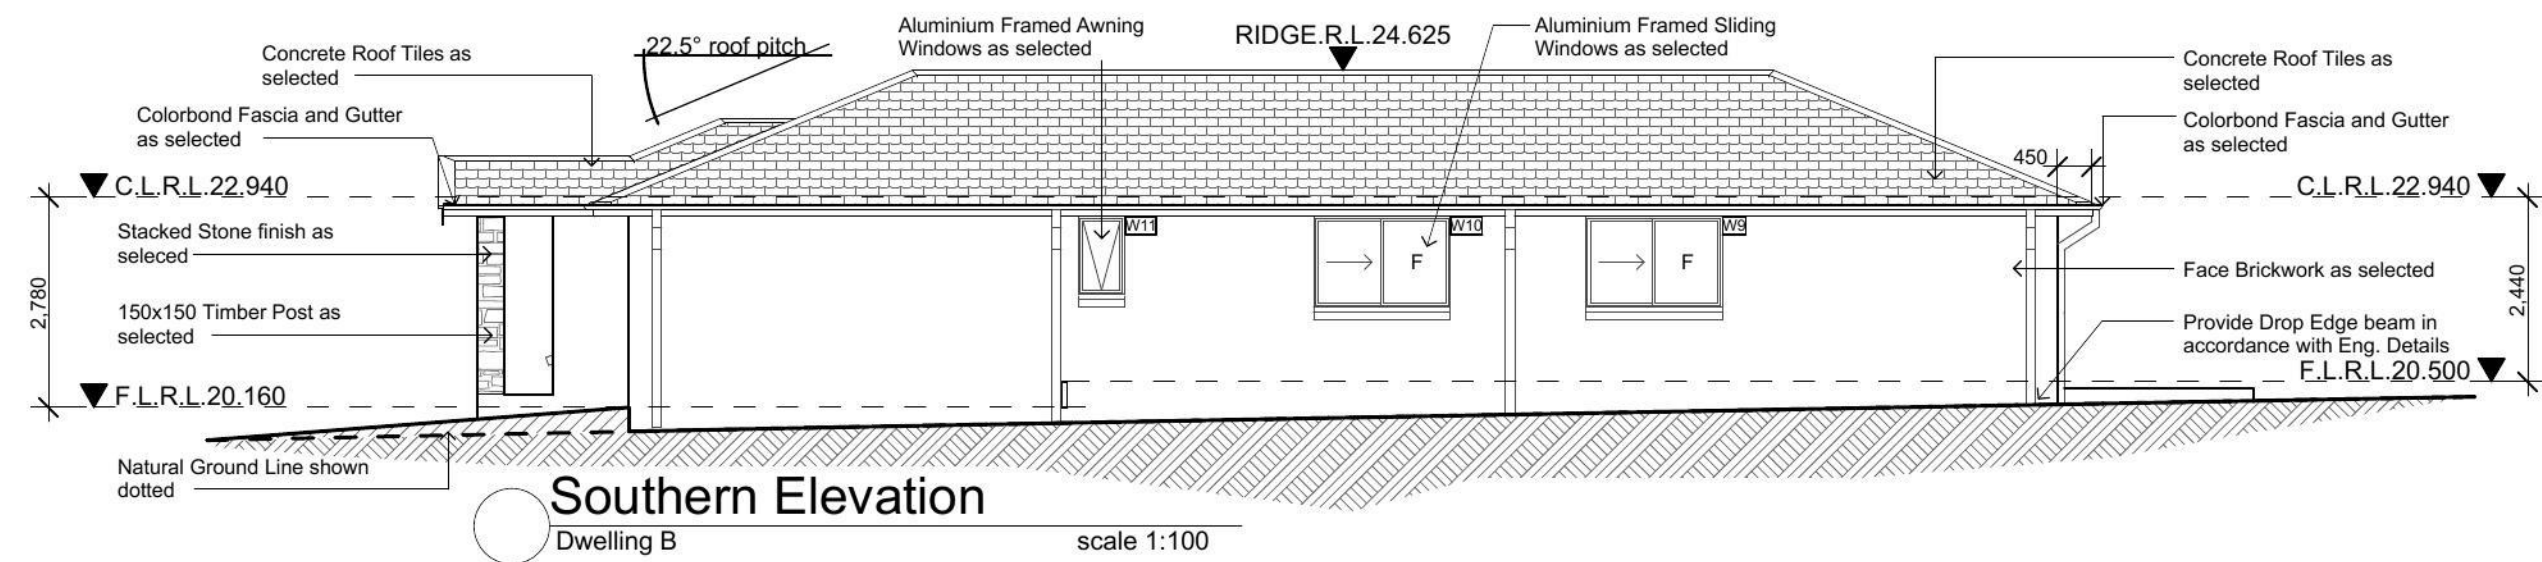 Concrete Roof Tiles as
selected
22.5° roof pitch
Aluminium Framed Awning
Windows as selected
RIDGE.R.L.24.625
Aluminium Framed Sliding
Windows as selected
Concrete Roof Tiles as
selected
Colorbond Fascia and Gutter
as selected
Colorbond Fascia and Gutter
as selected
450
C.L.R.L.22.940
C.L.R.L.22.940
Stacked Stone finish as
seleced
W11
W10
W9
F
F
Face Brickwork as selected
2,780
2,440
150x150 Timber Post as
selected
Provide Drop Edge beam in
accordance with Eng. Details
F.L.R.L.20.160
F.L.R.L.20.500
Natural Ground Line shown
dotted
Southern Elevation
Dwelling B
scale 1:100